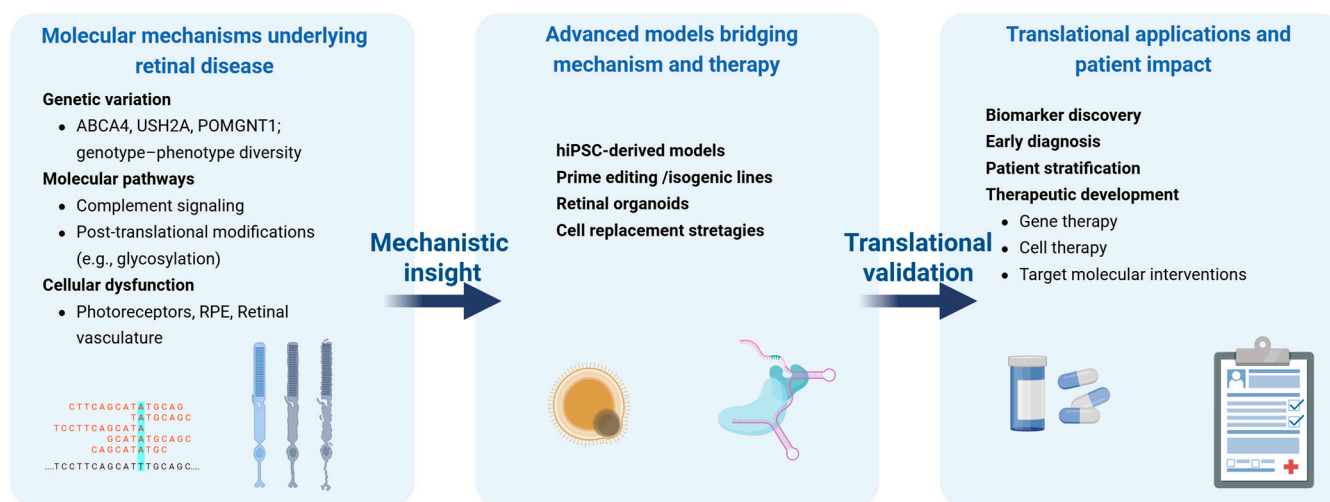 Molecular mechanisms underlying
retinal disease
Genetic variation
• ABCA4, USH2A, POMGNT1;
genotype–phenotype diversity
Molecular pathways
• Complement signaling
• Post-translational modifications
(e.g., glycosylation)
Cellular dysfunction
• Photoreceptors, RPE, Retinal
vasculature
CTTCAGCATATGCAG
TATGCAGC
TCCTTCAGCATA
GCATATGCAGC
CAGCATATGC
....TCCTTCAGCATTTGCAGC....
Mechanistic
insight
Advanced models bridging
mechanism and therapy
hiPSC-derived models
Prime editing /isogenic lines
Retinal organoids
Cell replacement stretagies
Translational
validation
Translational applications and
patient impact
Biomarker discovery
Early diagnosis
Patient stratification
Therapeutic development
• Gene therapy
• Cell therapy
• Target molecular interventions